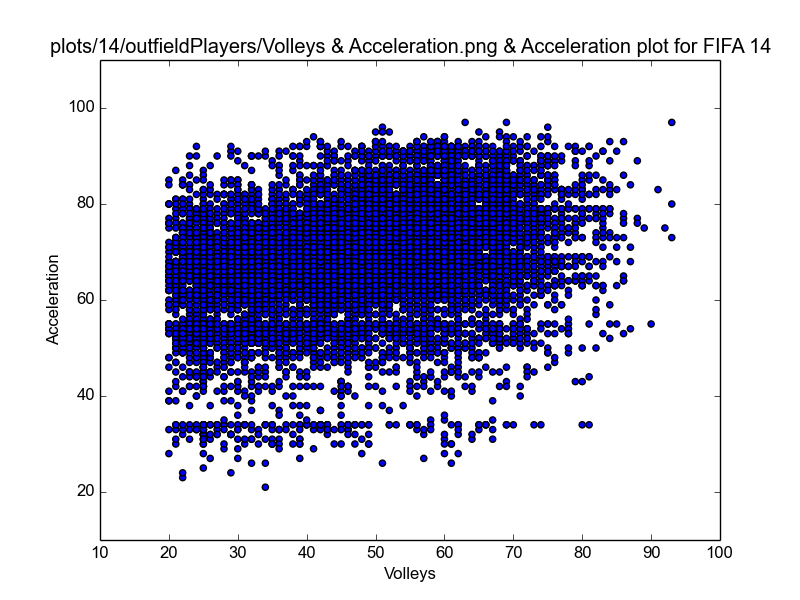 plots/14/outfieldPlayers/Volleys & Acceleration.png & Acceleration plot for FIFA 14
100
80
60
40
20
Acceleration
10 20 30 40 50 60 70 80 90 100
Volleys